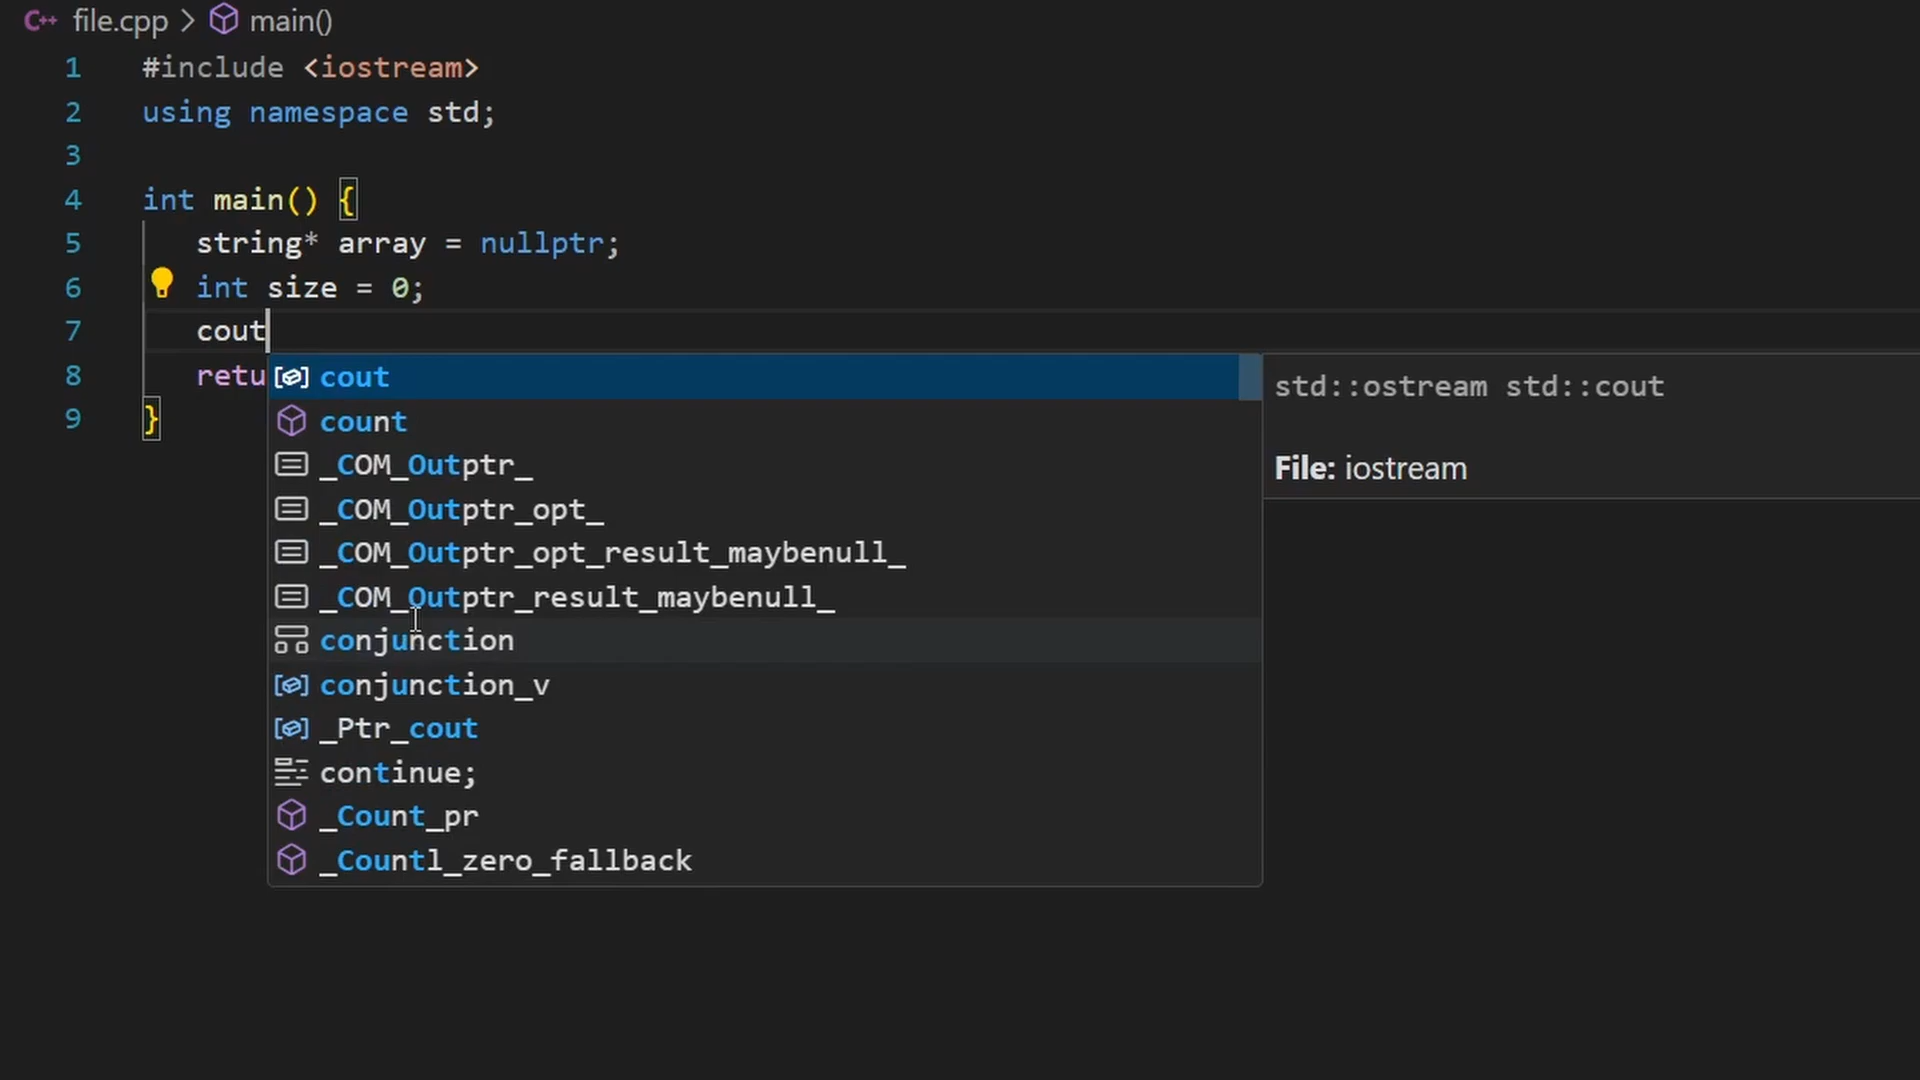 C++ file.cpp > main()
1 #include <iostream>
2 using namespace std;
3
4 int main() {
5 string* array = nullptr;
6 int size = 0;
7 cout
8 retu
9 }
cout
count
_COM_Outptr_
_COM_Outptr_opt_
_COM_Outptr_opt_result_maybenull_
_COM_Outptr_result_maybenull_
conjunction
conjunction_v
_Ptr_cout
continue;
_Count_pr
_Countl_zero_fallback
std::ostream std::cout
File: iostream